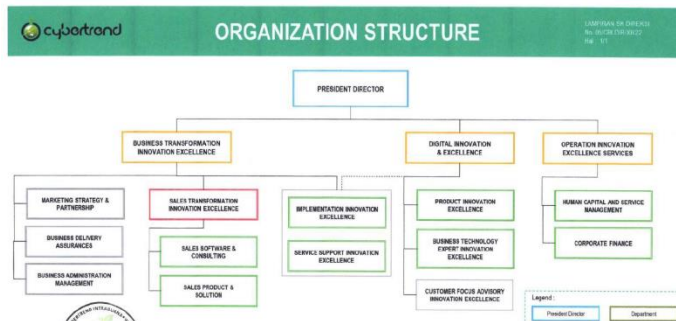 cybertrend
ORGANIZATION STRUCTURE
LAMPIRAN SK DIREKSI
PRESIDENT DIRECTOR
BUSINESS TRANSFORMATION
INNOVATION EXCELLENCE
DIGITAL INNOVATION
& EXCELLENCE
OPERATION INNOVATION
EXCELLENCE SERVICES
MARKETING STRATEGY &
PARTNERSHIP
SALES TRANSFORMATION
INNOVATION EXCELLENCE
IMPLEMENTATION INNOVATION
EXCELLENCE
PRODUCT INNOVATION
EXCELLENCE
HUMAN CAPITAL AND SERVICE
MANAGEMENT
BUSINESS DELIVERY
ASSURANCES
SALES SOFTWARE &
CONSULTING
SERVICE SUPPORT INNOVATION
EXCELLENCE
BUSINESS TECHNOLOGY
EXPERT INNOVATION
EXCELLENCE
CORPORATE FINANCE
BUSINESS ADMINISTRATION
MANAGEMENT
SALES PRODUCT &
SOLUTION
CUSTOMER FOCUS ADVISORY
INNOVATION EXCELLENCE
Legend :
President Director
Department